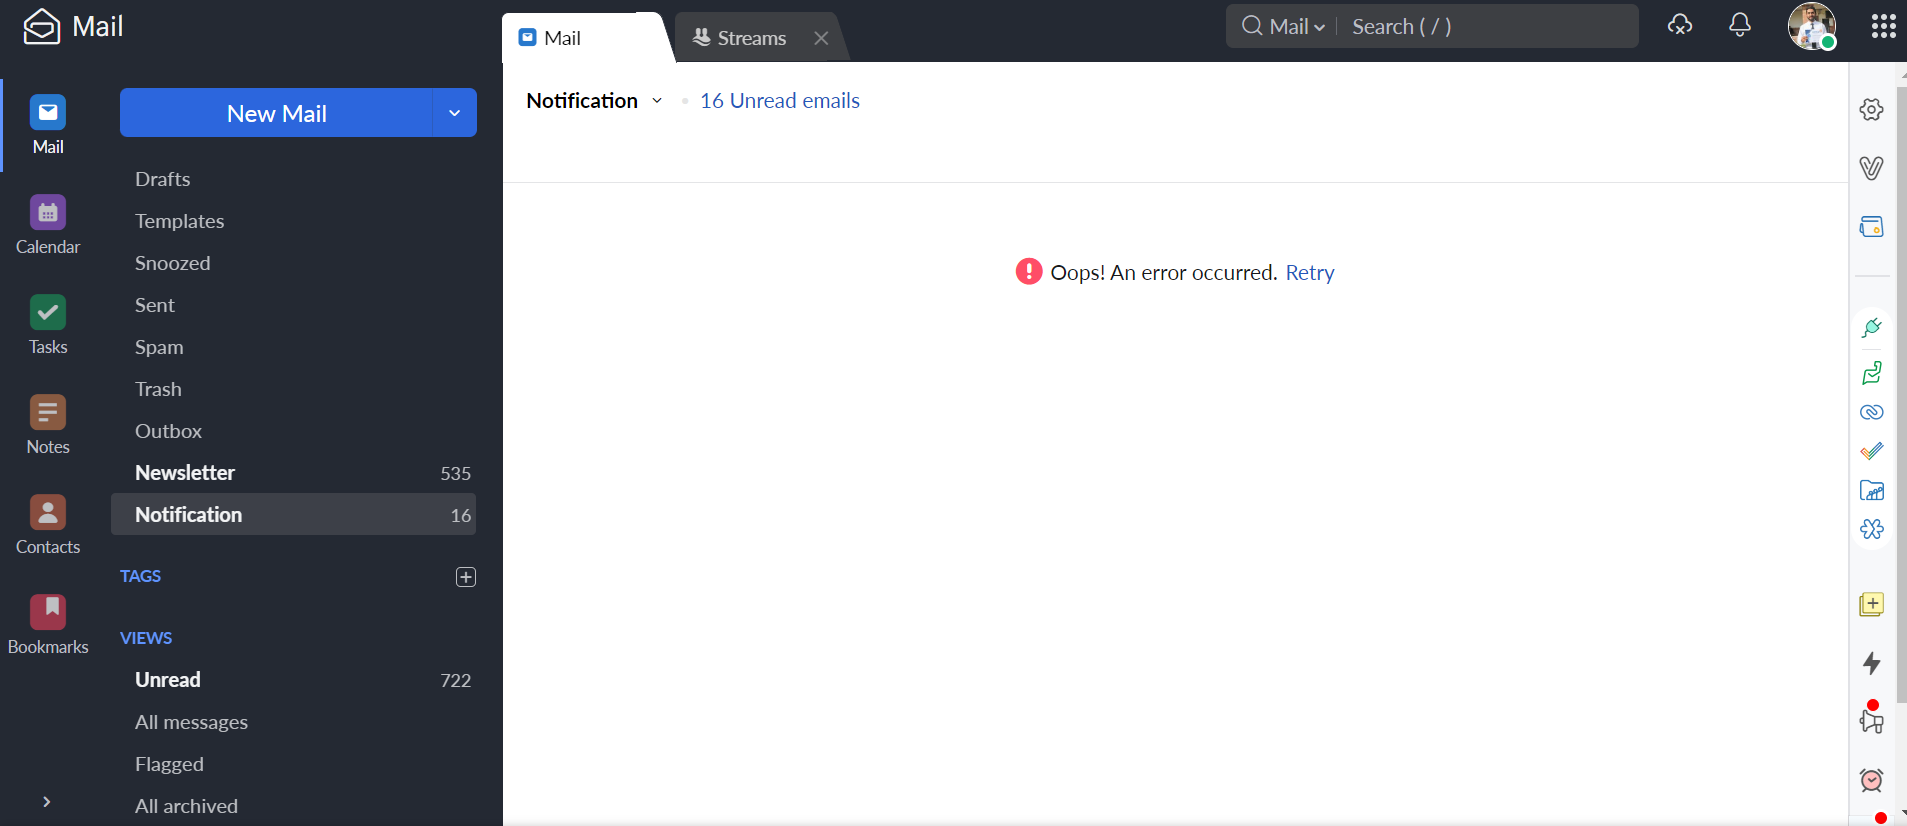 Mail
Mail
Streams
Mail
Search ( / )
Mail
Calendar
Tasks
Notes
Contacts
Bookmarks
New Mail
Drafts
Templates
Snoozed
Sent
Spam
Trash
Outbox
Newsletter 535
Notification 16
TAGS
VIEWS
Unread 722
All messages
Flagged
All archived
Notification
16 Unread emails
Oops! An error occurred. Retry